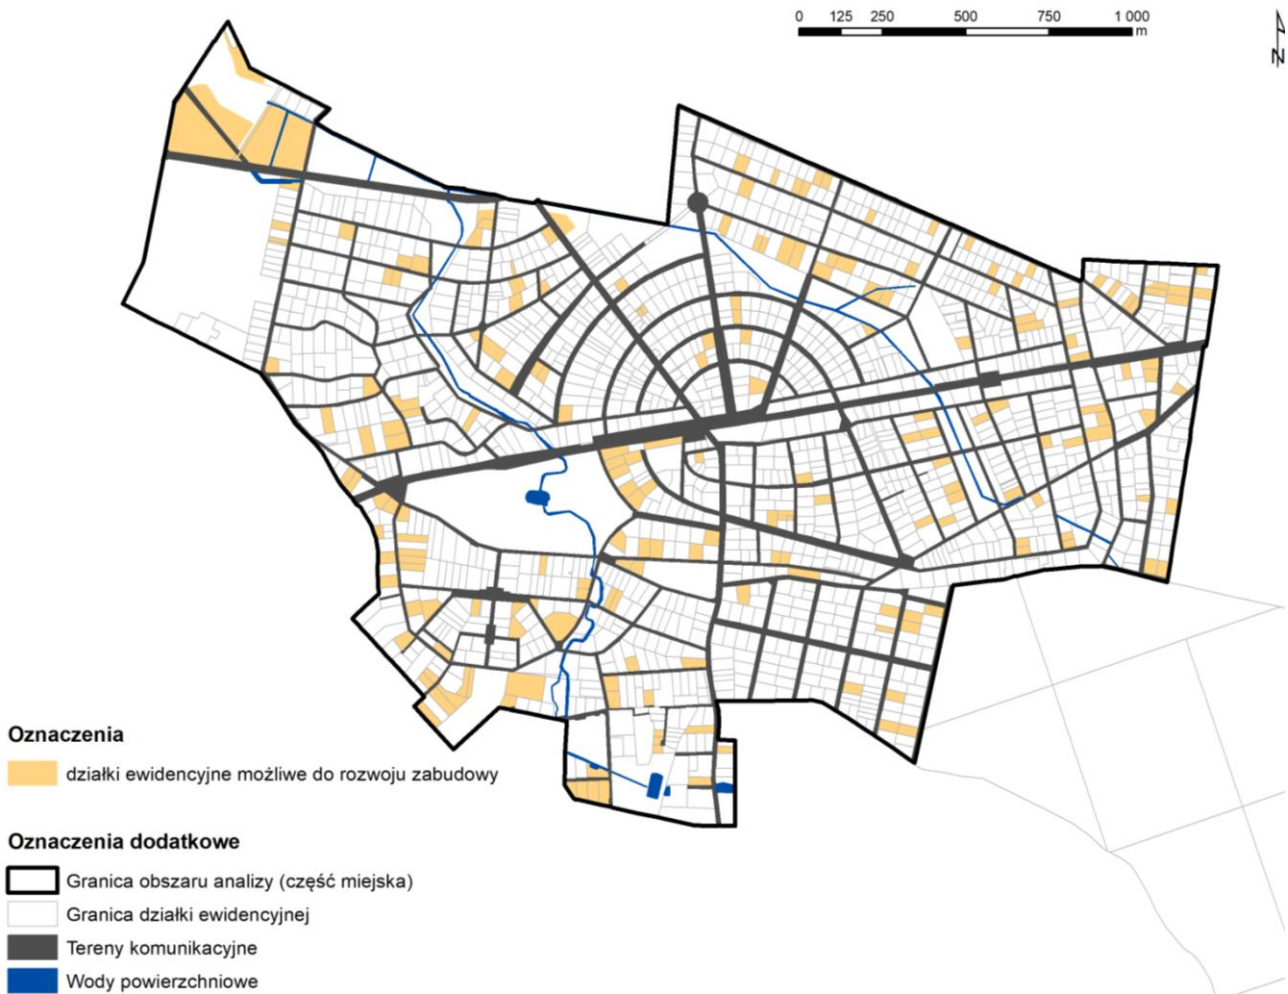 0 125 250 500 750 1 000
m
N
Oznaczenia
działki ewidencyjne możliwe do rozwoju zabudowy
Oznaczenia dodatkowe
Granica obszaru analizy (część miejska)
Granica działki ewidencyjnej
Tereny komunikacyjne
Wody powierzchniowe